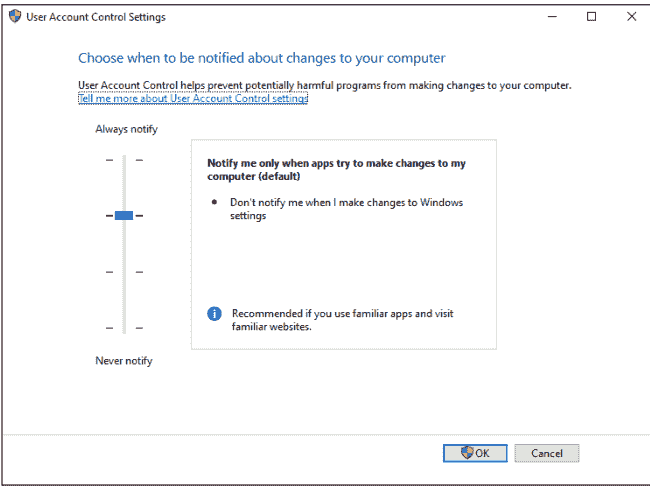 User Account Control Settings
Choose when to be notified about changes to your computer
User Account Control helps prevent potentially harmful programs from making changes to your computer.
Tell me more about User Account Control settings
Always notify
Notify me only when apps try to make changes to my
computer (default)
• Don't notify me when I make changes to Windows
settings
Recommended if you use familiar apps and visit
familiar websites.
Never notify
OK
Cancel